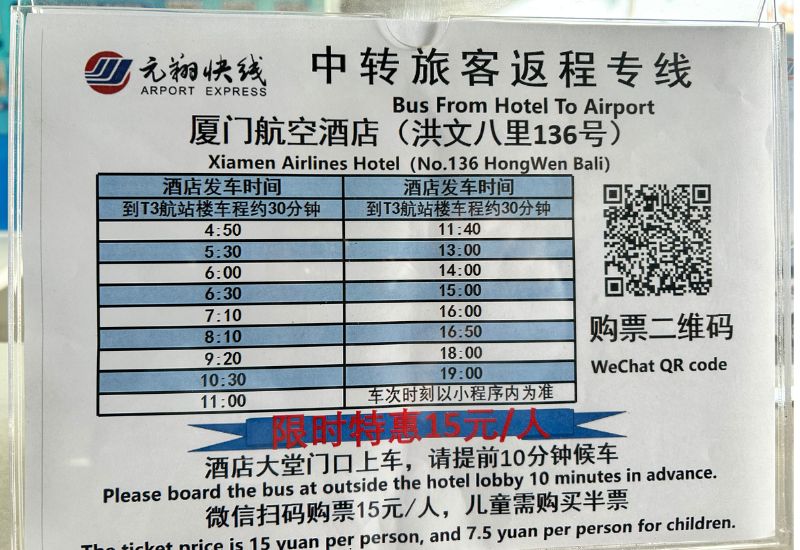 元翔快线
ARPORT EXPRESS
中转旅客返程专线
Bus From Hotel To Airport
厦门航空酒店（洪文八里136号）
Xiamen Airlines Hotel (No.136 HongWen Bali)
酒店发车时间 酒店发车时间
到T3航站楼车程约30分钟 到T3航站楼车程约30分钟
4:50 11:40
5:30 13:00
6:00 14:00
6:30 15:00
7:10 16:00
8:10 16:50
9:20 18:00
10:30 19:00
11:00 车次时刻以小程序内为准
购票二维码
WeChat QR code
限时特惠15元/人
酒店大堂门口上车，请提前10分钟候车
Please board the bus at outside the hotel lobby 10 minutes in advance.
微信扫码购票15元/人，儿童需购买半票
The ticket price is 15 yuan per person, and 7.5 yuan per person for children.